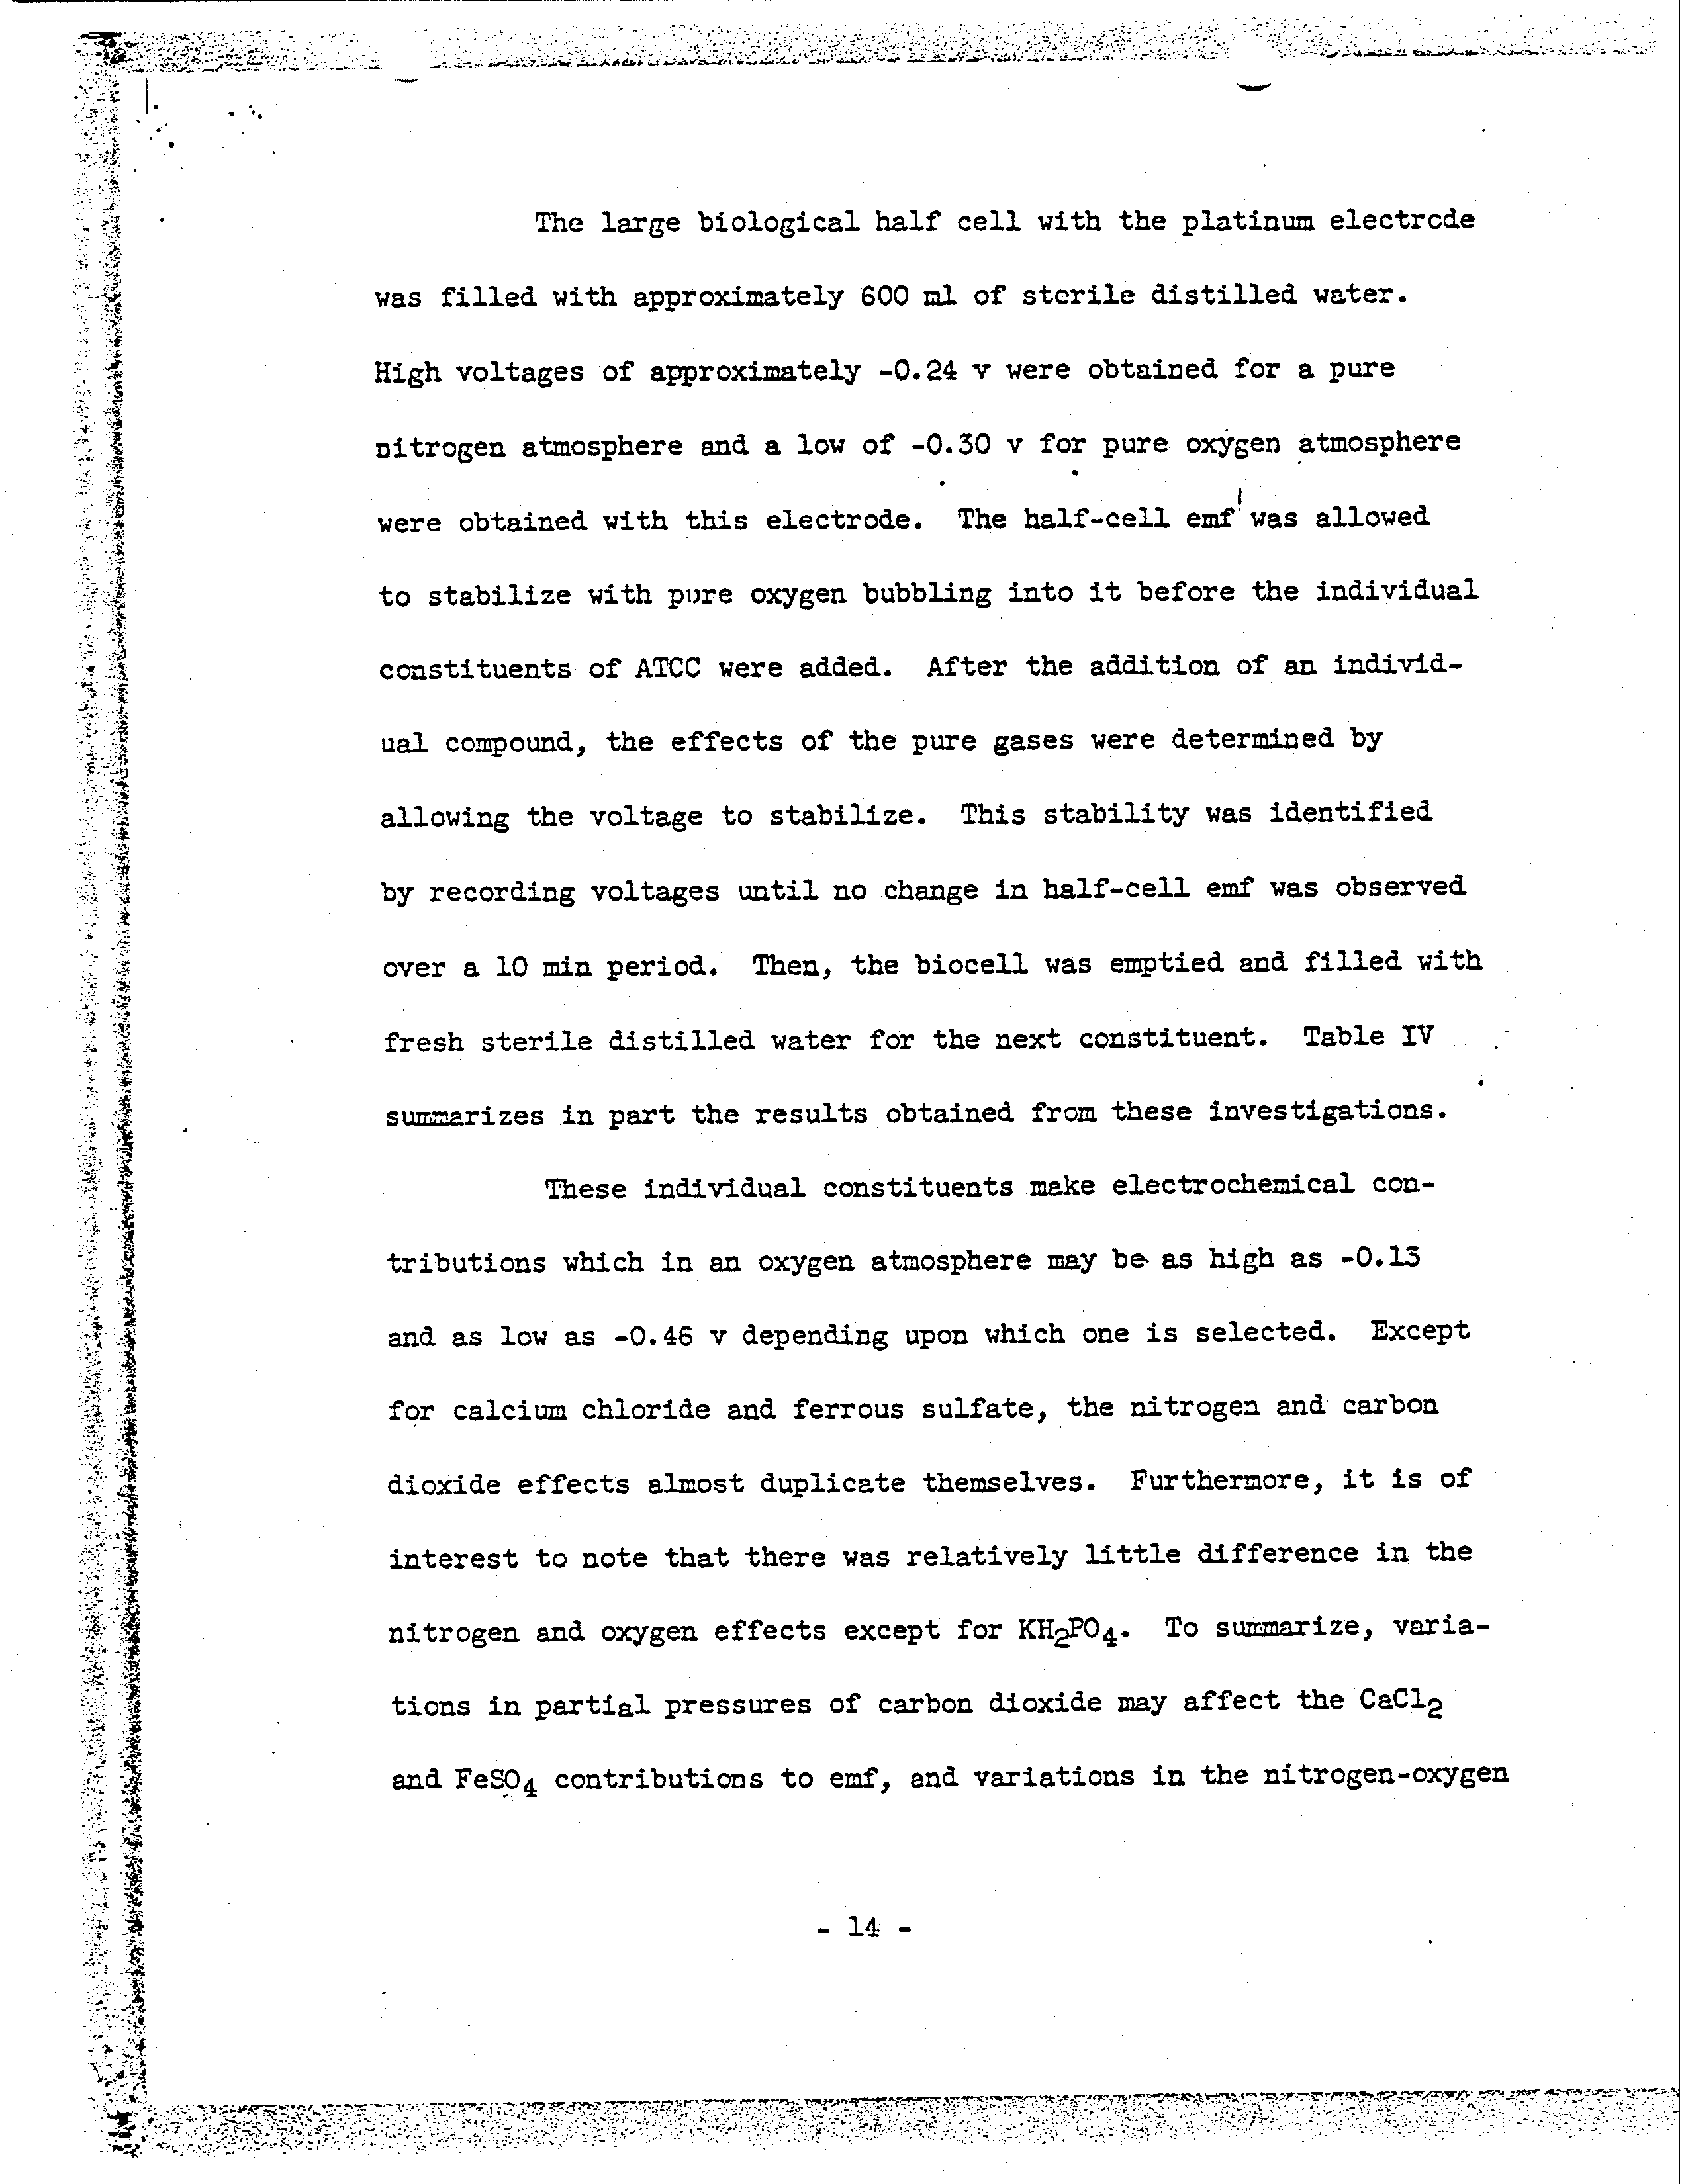 The large biological half cell with the platinum electrode
was filled with approximately 600 ml of sterile distilled water.
High voltages of approximately -0.24 v were obtained for a pure
nitrogen atmosphere and a low of -0.30 v for pure oxygen atmosphere
were obtained with this electrode. The half-cell emf was allowed
to stabilize with pure oxygen bubbling into it before the individual
constituents of ATCC were added. After the addition of an individ-
ual compound, the effects of the pure gases were determined by
allowing the voltage to stabilize. This stability was identified
by recording voltages until no change in half-cell emf was observed
over a 10 min period. Then, the biocell was emptied and filled with
fresh sterile distilled water for the next constituent. Table IV
summarizes in part the results obtained from these investigations.
These individual constituents make electrochemical con-
tributions which in an oxygen atmosphere may be as high as -0.13
and as low as -0.46 v depending upon which one is selected. Except
for calcium chloride and ferrous sulfate, the nitrogen and carbon
dioxide effects almost duplicate themselves. Furthermore, it is of
interest to note that there was relatively little difference in the
nitrogen and oxygen effects except for KH₂PO₄. To summarize, varia-
tions in partial pressures of carbon dioxide may affect the CaCl₂
and FeSO₄ contributions to emf, and variations in the nitrogen-oxygen
- 14 -